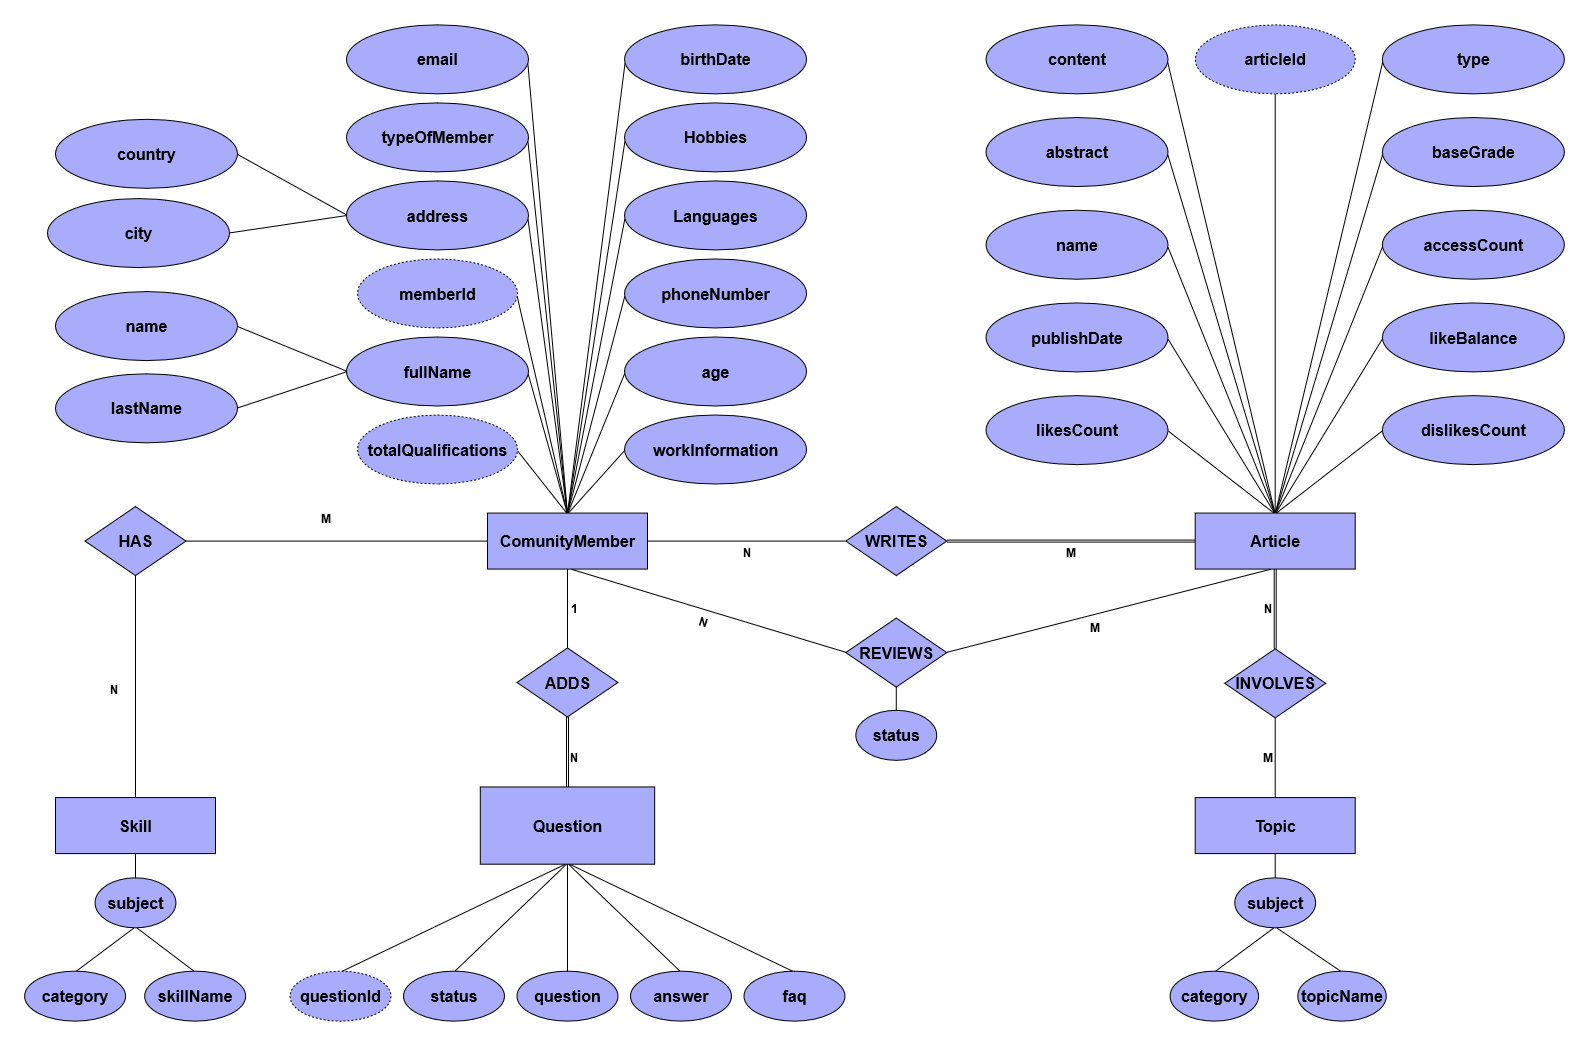 email
birthDate
content
articleId
type
typeOfMember
Hobbies
country
abstract
baseGrade
address
Languages
city
name
accessCount
memberId
phoneNumber
name
publishDate
likeBalance
fullName
age
lastName
likesCount
dislikesCount
totalQualifications
workInformation
M
HAS
ComunityMember
N
WRITES
M
Article
1
N
M
N
REVIEWS
ADDS
INVOLVES
N
status
N
M
Skill
Question
Topic
subject
subject
category
skillName
questionId
status
question
answer
faq
category
topicName